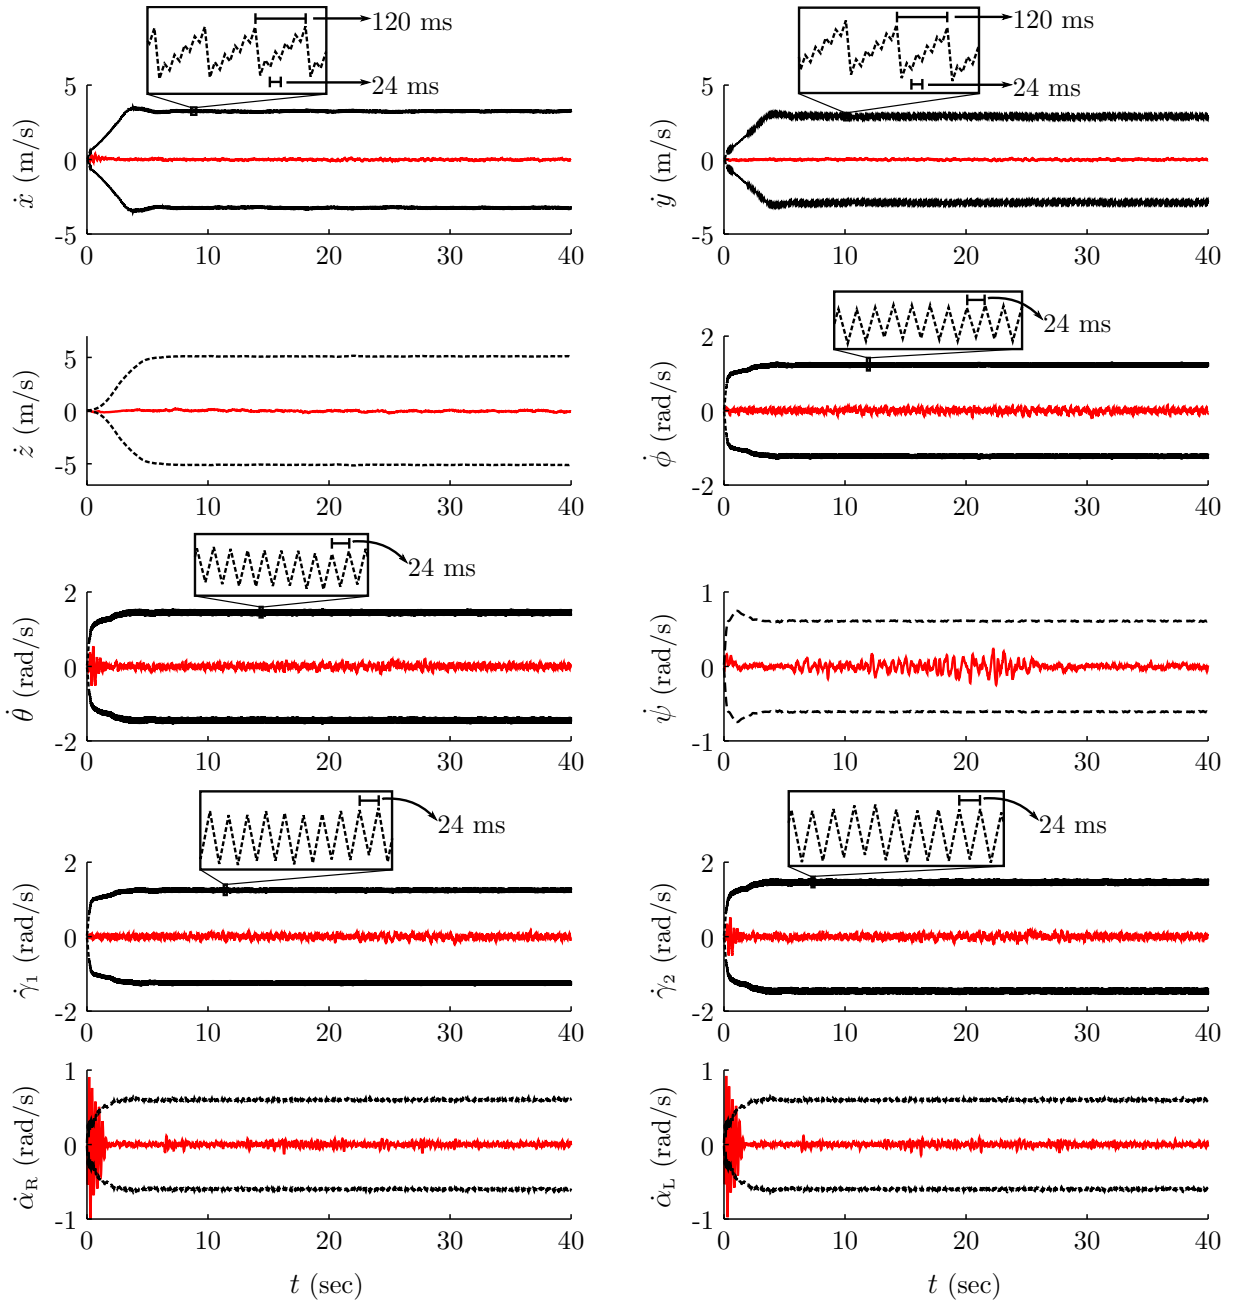 120 ms
24 ms
5
0
-5
ẋ (m/s)
0 10 20 30 40
120 ms
24 ms
5
0
-5
ẏ (m/s)
0 10 20 30 40
5
0
-5
ż (m/s)
0 10 20 30 40
24 ms
2
0
-2
ϕ̇ (rad/s)
0 10 20 30 40
24 ms
2
0
-2
θ̇ (rad/s)
0 10 20 30 40
1
0
-1
ψ̇ (rad/s)
0 10 20 30 40
24 ms
2
0
-2
γ̇₁ (rad/s)
0 10 20 30 40
24 ms
2
0
-2
γ̇₂ (rad/s)
0 10 20 30 40
1
0
-1
α̇R (rad/s)
0 10 20 30 40
t (sec)
1
0
-1
α̇L (rad/s)
0 10 20 30 40
t (sec)